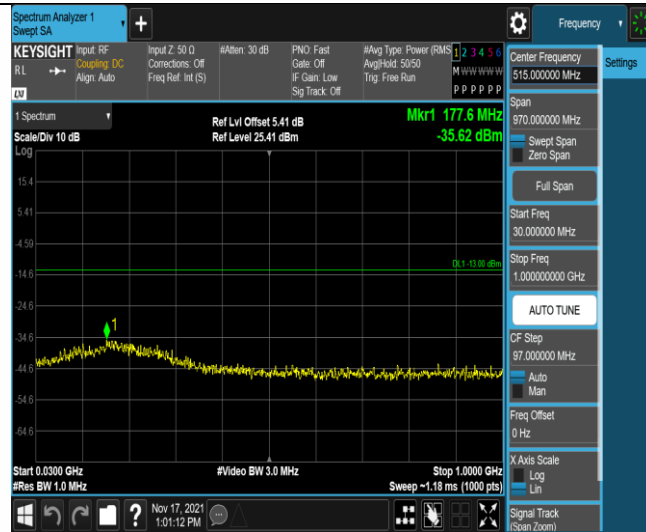 Spectrum Analyzer 1
Swept SA
+
Frequency
KEYSIGHT
RL
LXI
Input: RF
Coupling: DC
Align: Auto
Input Z: 50 Ω
Corrections: Off
Freq Ref: Int (S)
#Atten: 30 dB
PNO: Fast
Gate: Off
IF Gain: Low
Sig Track: Off
#Avg Type: Power (RMS
Avg|Hold: 50/50
Trig: Free Run
1 2 3 4 5 6
M W W W W W
P P P P P P
1 Spectrum
Scale/Div 10 dB
Log
Ref Lvl Offset 5.41 dB
Ref Level 25.41 dBm
Mkr1 177.6 MHz
-35.62 dBm
15.4
5.41
-4.59
-14.6
-24.6
-34.6
-44.6
-54.6
-64.6
DL1 -13.00 dBm
1
Start 0.0300 GHz
#Res BW 1.0 MHz
#Video BW 3.0 MHz
Stop 1.0000 GHz
Sweep ~1.18 ms (1000 pts)
?
Nov 17, 2021
1:01:12 PM
Center Frequency
515.000000 MHz
Settings
Span
970.000000 MHz
Swept Span
Zero Span
Full Span
Start Freq
30.000000 MHz
Stop Freq
1.00000000 GHz
AUTO TUNE
CF Step
97.000000 MHz
Auto
Man
Freq Offset
0 Hz
X Axis Scale
Log
Lin
Signal Track
(Span Zoom)